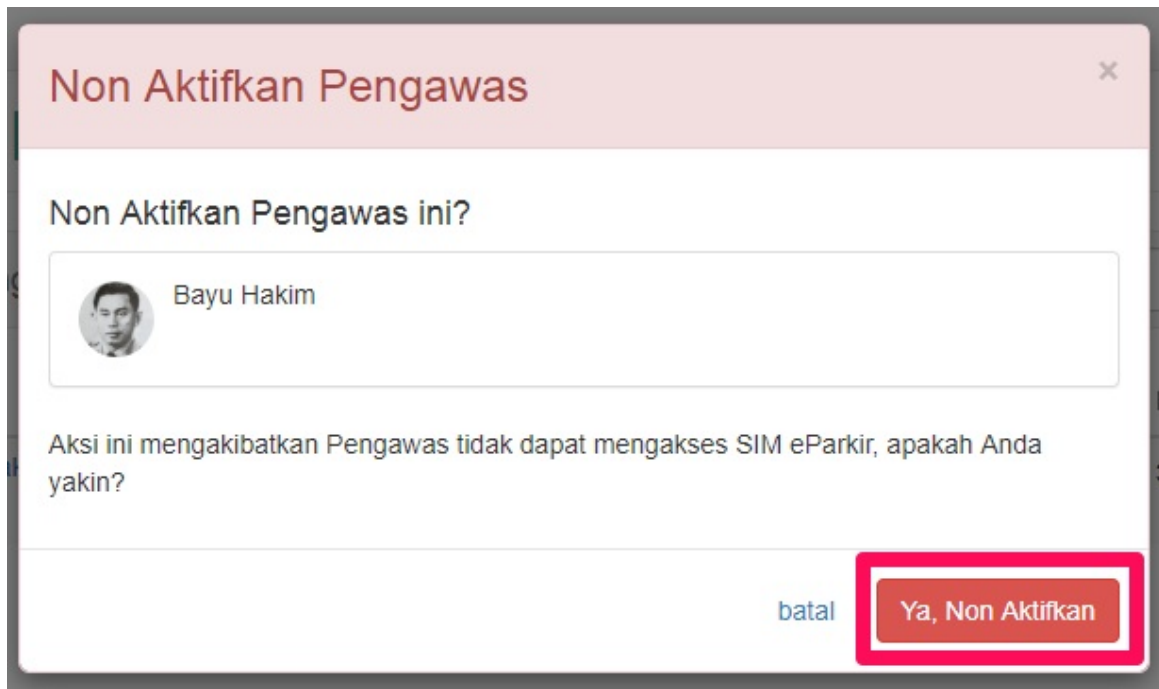 Non Aktifkan Pengawas
×
Non Aktifkan Pengawas ini?
Bayu Hakim
Aksi ini mengakibatkan Pengawas tidak dapat mengakses SIM eParkir, apakah Anda
yakin?
batal
Ya, Non Aktifkan